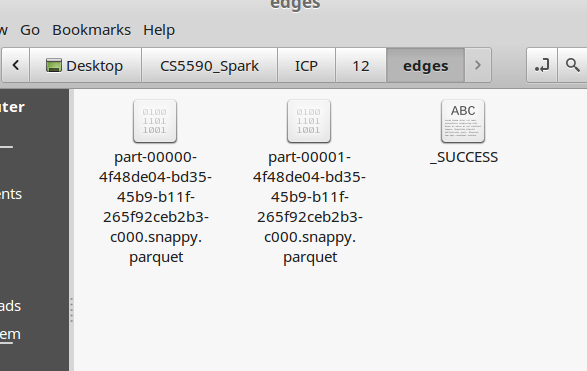 edges
w Go Bookmarks Help
Desktop CS5590_Spark ICP 12 edges
uter
ents
ads
em
0100
1101
1001
0100
1101
1001
ABC
part-00000-
4f48de04-bd35-
45b9-b11f-
265f92ceb2b3-
c000.snappy.
parquet
part-00001-
4f48de04-bd35-
45b9-b11f-
265f92ceb2b3-
c000.snappy.
parquet
_SUCCESS